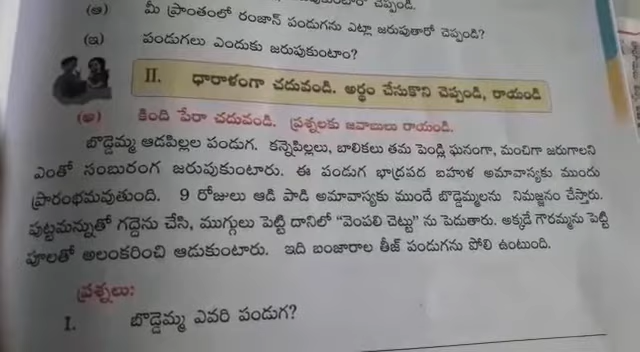 (ఆ) మీ ప్రాంతంలో రంజాన్ పండుగను ఎట్లా జరుపుతారో చెప్పండి?
(ఇ) పండుగలు ఎందుకు జరుపుకుంటాం?
II. ధారాళంగా చదువండి. అర్థం చేసుకొని చెప్పండి, రాయండి
(అ) కింది పేరా చదువండి. ప్రశ్నలకు జవాబులు రాయండి.
బొడ్డెమ్మ ఆడపిల్లల పండుగ. కన్నెపిల్లలు, బాలికలు తమ పెండ్లి ఘనంగా, మంచిగా జరుగాలని
ఎంతో సంబురంగ జరుపుకుంటారు. ఈ పండుగ భాద్రపద బహుళ అమావాస్యకు ముందు
ప్రారంభమవుతుంది. 9 రోజులు ఆడి పాడి అమావాస్యకు ముందే బొడ్డెమ్మలను నిమజ్జనం చేస్తారు.
పుట్టమన్నుతో గద్దెను చేసి, ముగ్గులు పెట్టి దానిలో “వెంపలి చెట్టు” ను పెడుతారు. అక్కడే గౌరమ్మను పెట్టి
పూలతో అలంకరించి ఆడుకుంటారు. ఇది బంజారాల తీజ్ పండుగను పోలి ఉంటుంది.
ప్రశ్నలు:
I. బొడ్డెమ్మ ఎవరి పండుగ?